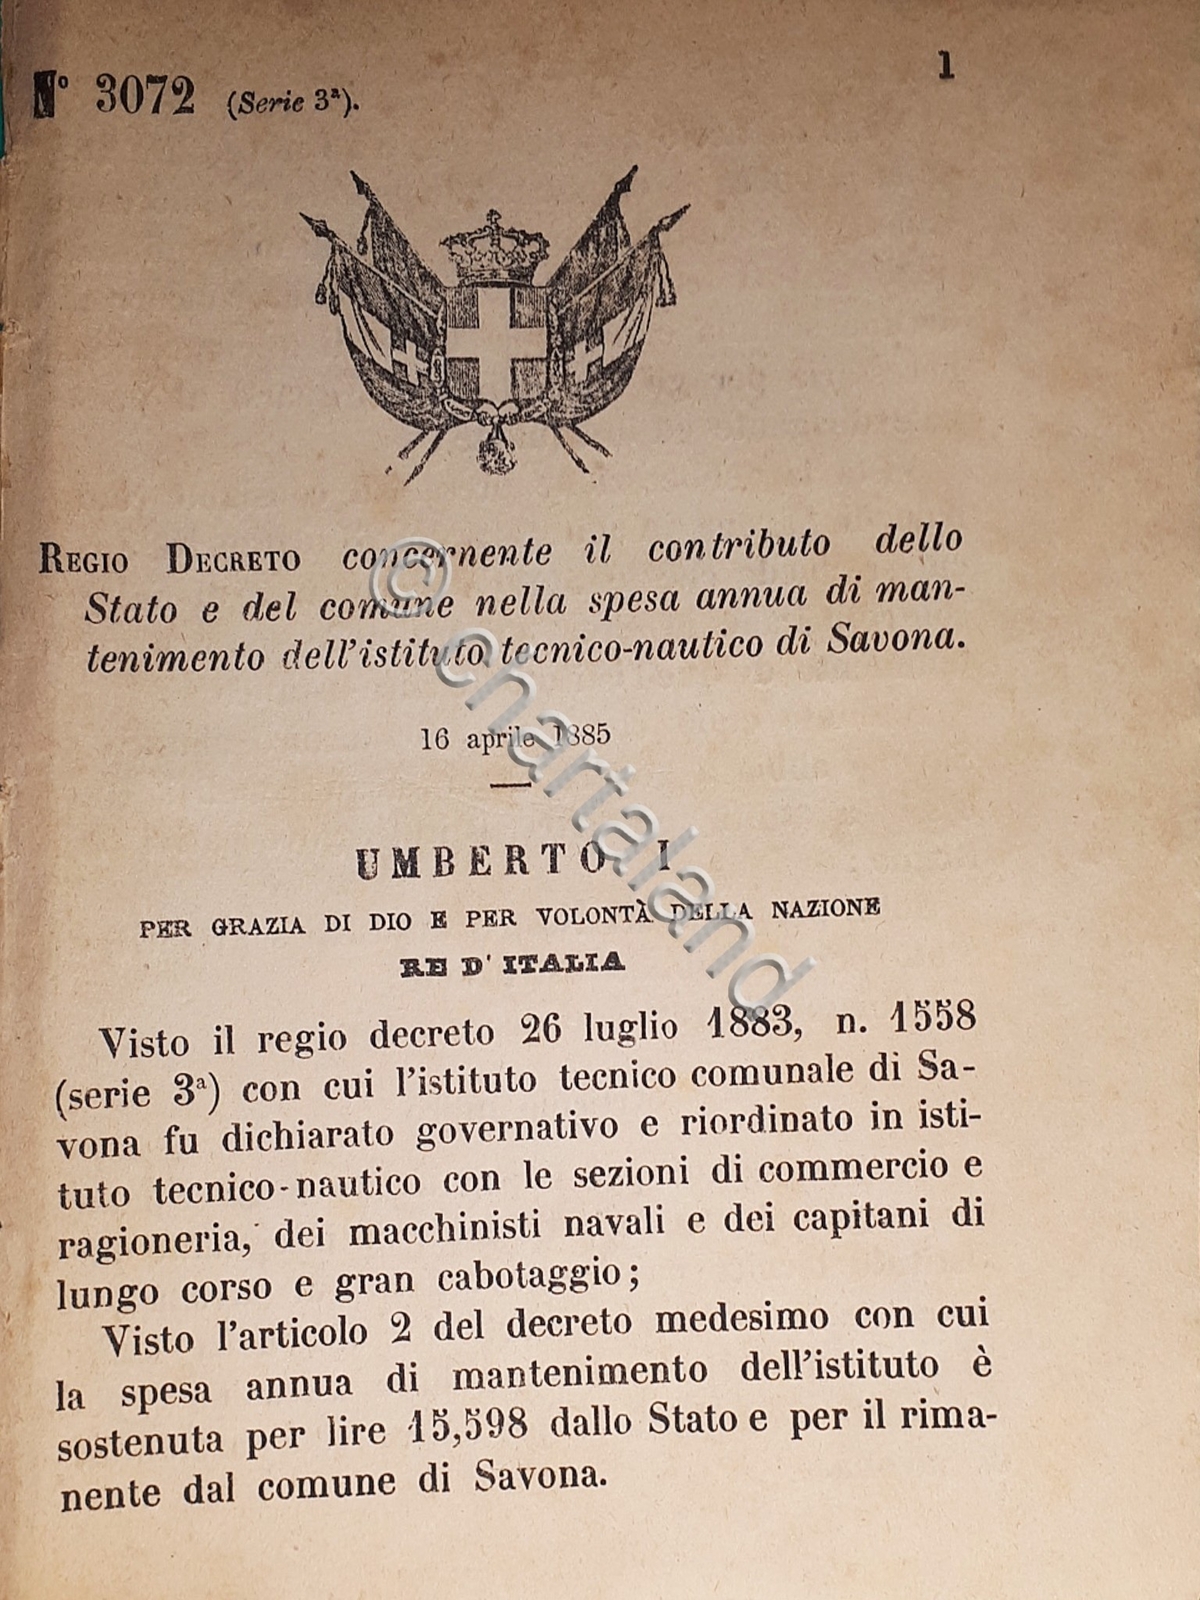 1
N° 3072 (Serie 3ª).
REGIO DECRETO concernente il contributo dello
Stato e del comune nella spesa annua di man-
tenimento dell'istituto tecnico-nautico di Savona.
16 aprile 1885
UMBERTO I
PER GRAZIA DI DIO E PER VOLONTÀ DELLA NAZIONE
RE D'ITALIA
Visto il regio decreto 26 luglio 1883, n. 1558
(serie 3ª) con cui l'istituto tecnico comunale di Sa-
vona fu dichiarato governativo e riordinato in isti-
tuto tecnico-nautico con le sezioni di commercio e
ragioneria, dei macchinisti navali e dei capitani di
lungo corso e gran cabotaggio;
Visto l'articolo 2 del decreto medesimo con cui
la spesa annua di mantenimento dell'istituto è
sostenuta per lire 15,598 dallo Stato e per il rima-
nente dal comune di Savona.
© chartaland